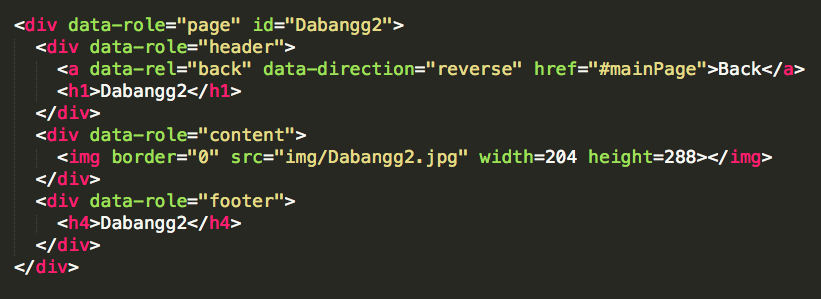 <div data-role="page" id="Dabangg2">
<div data-role="header">
<a data-rel="back" data-direction="reverse" href="#mainPage">Back</a>
<h1>Dabangg2</h1>
</div>
<div data-role="content">
<img border="0" src="img/Dabangg2.jpg" width=204 height=288></img>
</div>
<div data-role="footer">
<h4>Dabangg2</h4>
</div>
</div>